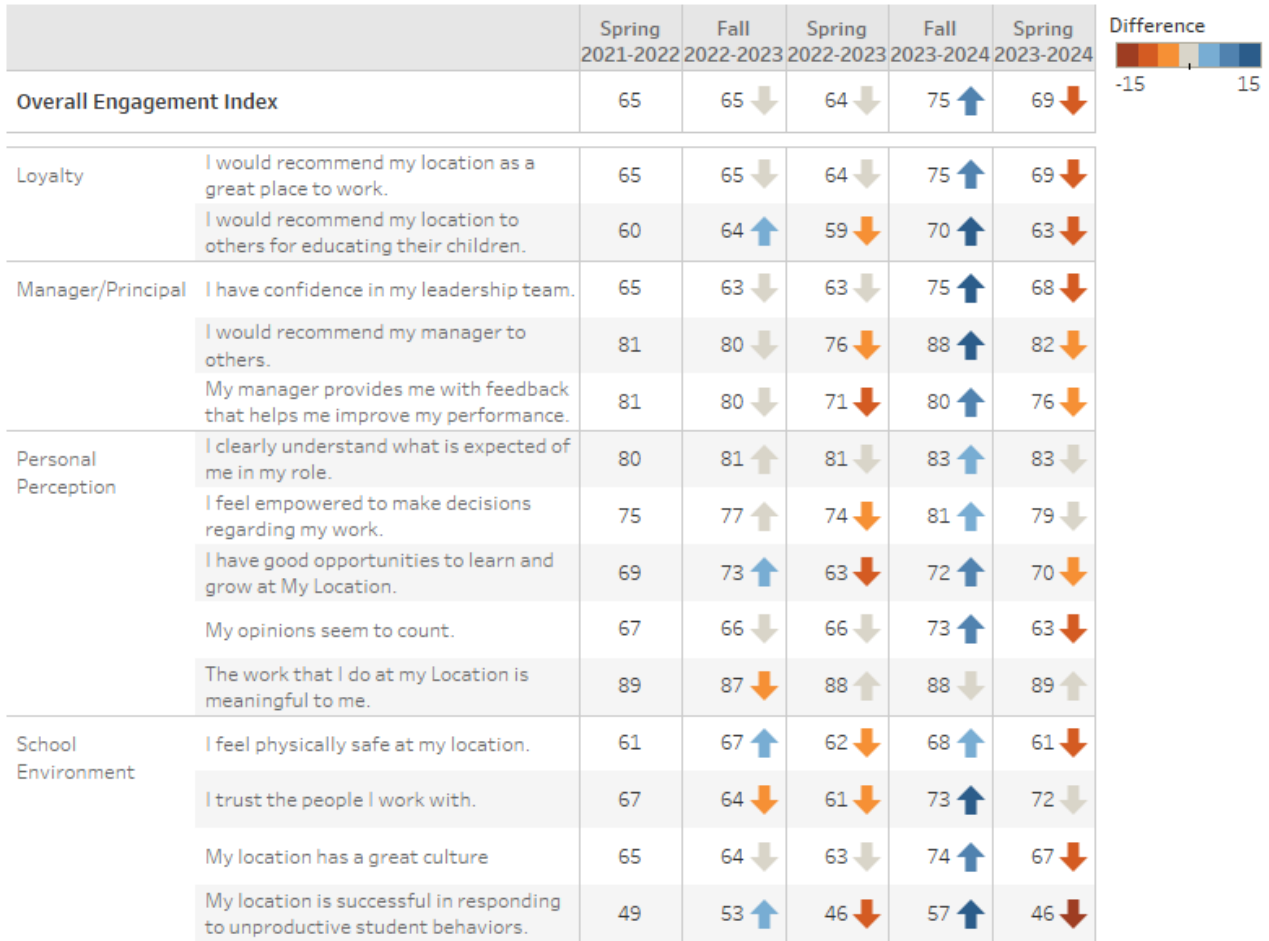 Spring Fall Spring Fall Spring Difference
2021-2022 2022-2023 2022-2023 2023-2024 2023-2024
-15 15
Overall Engagement Index 65 65 64 75 69
Loyalty I would recommend my location as a
great place to work. 65 65 64 75 69
I would recommend my location to
others for educating their children. 60 64 59 70 63
Manager/Principal I have confidence in my leadership team. 65 63 63 75 68
I would recommend my manager to
others. 81 80 76 88 82
My manager provides me with feedback
that helps me improve my performance. 81 80 71 80 76
Personal
Perception
I clearly understand what is expected of
me in my role. 80 81 81 83 83
I feel empowered to make decisions
regarding my work. 75 77 74 81 79
I have good opportunities to learn and
grow at My Location. 69 73 63 72 70
My opinions seem to count. 67 66 66 73 63
The work that I do at my Location is
meaningful to me. 89 87 88 88 89
School
Environment
I feel physically safe at my location. 61 67 62 68 61
I trust the people I work with. 67 64 61 73 72
My location has a great culture 65 64 63 74 67
My location is successful in responding
to unproductive student behaviors. 49 53 46 57 46